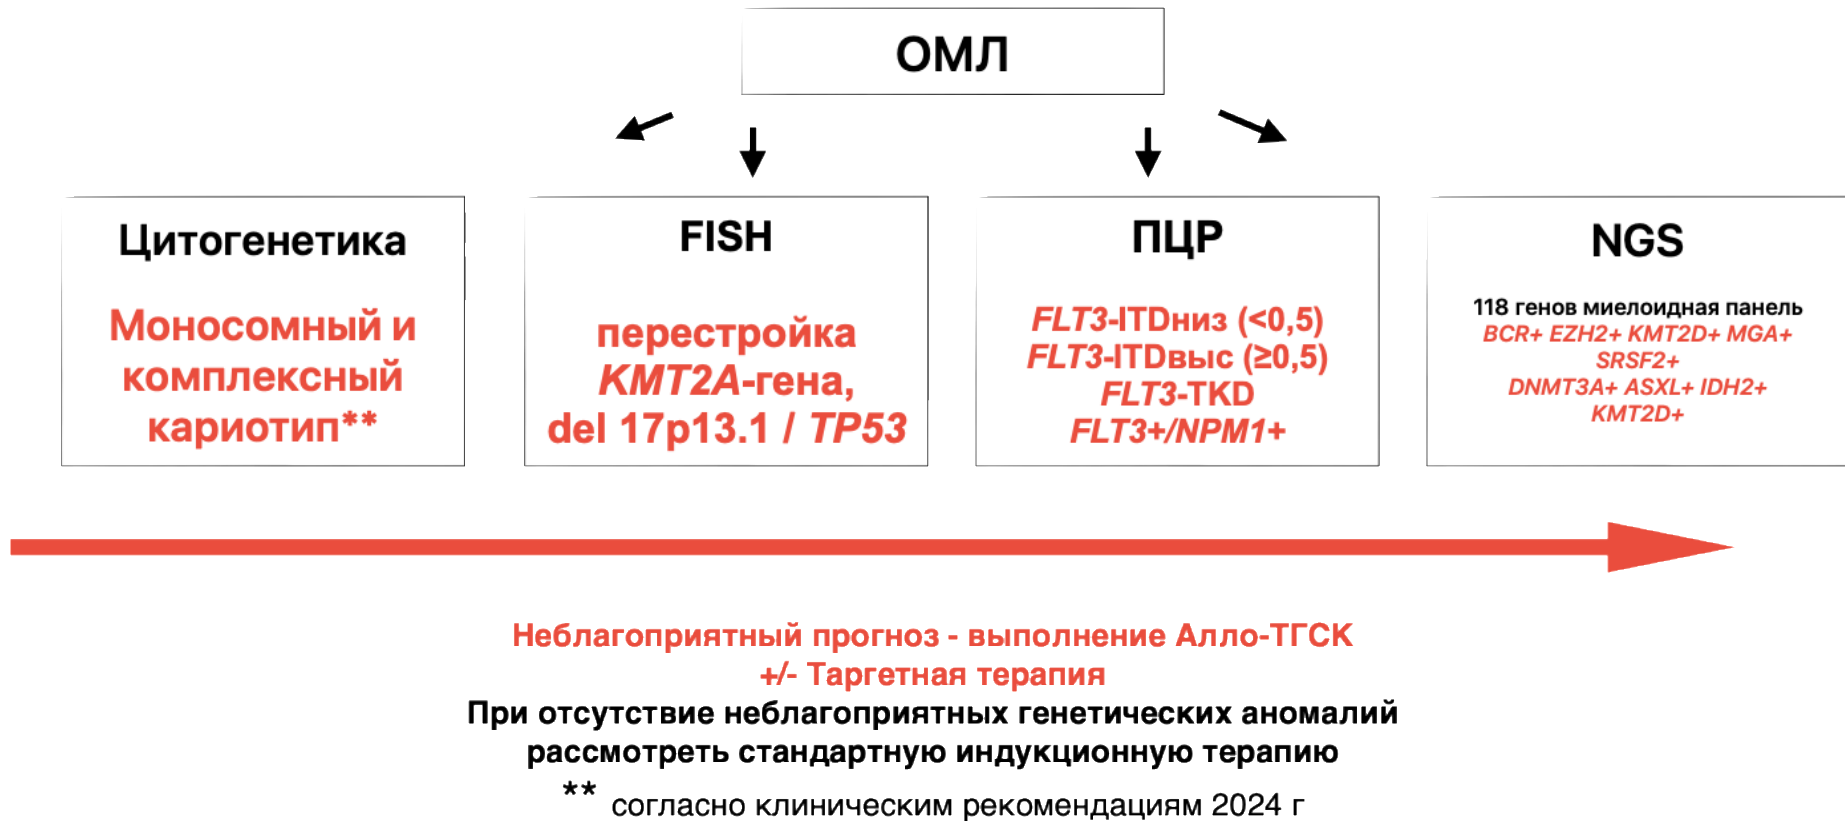 ОМЛ
Цитогенетика
Моносомный и
комплексный
кариотип**
FISH
перестройка
KMT2A-гена,
del 17p13.1 / TP53
ПЦР
FLT3-ITDниз (<0,5)
FLT3-ITDвыс (≥0,5)
FLT3-TKD
FLT3+/NPM1+
NGS
118 генов миелоидная панель
BCR+ EZH2+ KMT2D+ MGA+
SRSF2+
DNMT3A+ ASXL+ IDH2+
KMT2D+
Неблагоприятный прогноз - выполнение Алло-ТГСК
+/- Таргетная терапия
При отсутствие неблагоприятных генетических аномалий
рассмотреть стандартную индукционную терапию
** согласно клиническим рекомендациям 2024 г